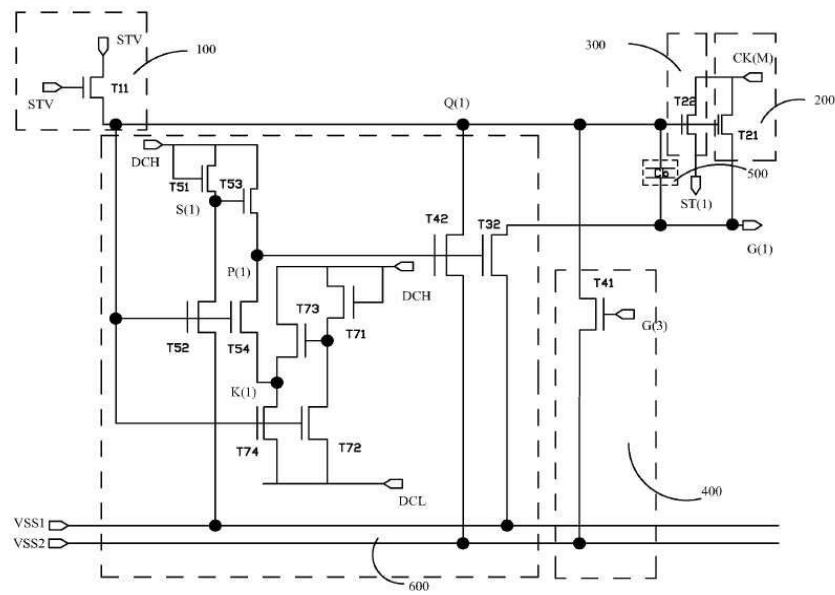 STV
100
STV
T11
Q(1)
300
CK(M)
T22
T21
200
DCH
T51
T53
S(1)
Cb
500
ST(1)
T42
T32
G(1)
P(1)
DCH
T41
T73
T71
G(3)
T52
T54
K(1)
T74
T72
DCL
400
VSS1
VSS2
600